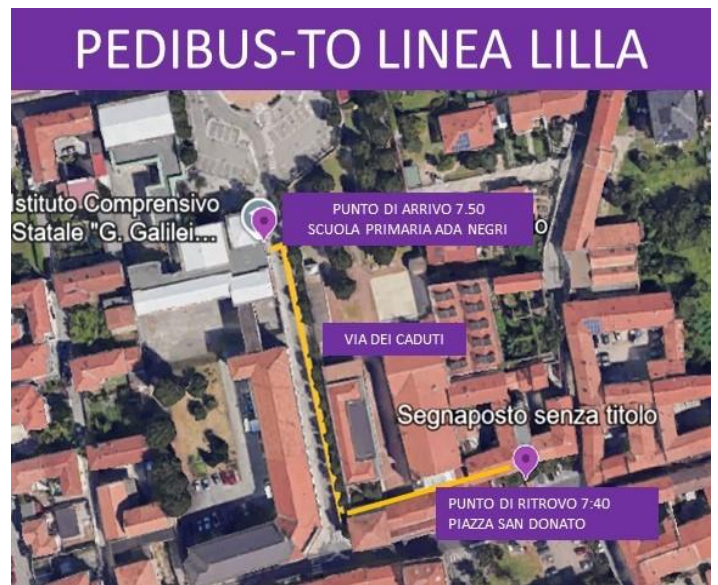 PEDIBUS-TO LINEA LILLA
Istituto Comprensivo
Statale "G. Galilei...
PUNTO DI ARRIVO 7.50
SCUOLA PRIMARIA ADA NEGRI
VIA DEI CADUTI
Segnaposto senza titolo
PUNTO DI RITROVO 7:40
PIAZZA SAN DONATO